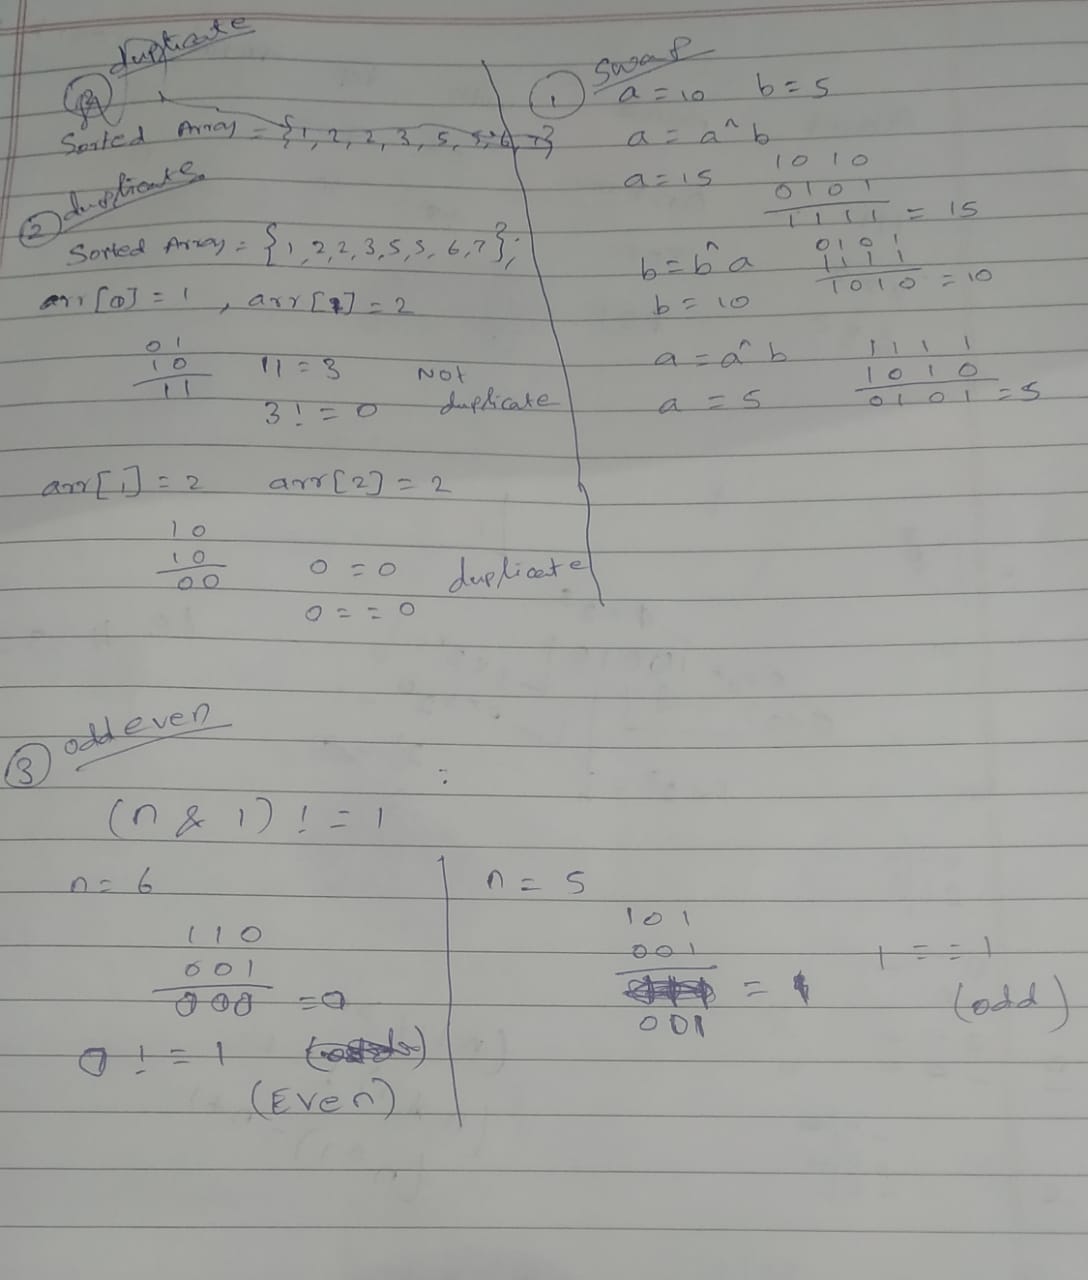 duplicate
Sorted Array = {1, 2, 2, 3, 5, 5, 6, 7}
② duplicate
Sorted Array = {1, 2, 2, 3, 5, 5, 6, 7};
arr[0] = 1 , arr[1] = 2
01
10
11
11 = 3 Not
duplicate
3 != 0
arr[1] = 2 arr[2] = 2
10
10
00
0 = 0 duplicate
0 == 0
① Swap
a = 10 b = 5
a = a ^ b
a = 15
1010
0101
1111 = 15
b = b ^ a
0101
1111
1010 = 10
b = 10
a = a ^ b
1111
1010
0101 = 5
a = 5
③ odd even
:
(n & 1) != 1
n = 6
110
001
000 = 0
0 != 1
(Even)
n = 5
101
001
= 1
001
1 == 1
(odd)